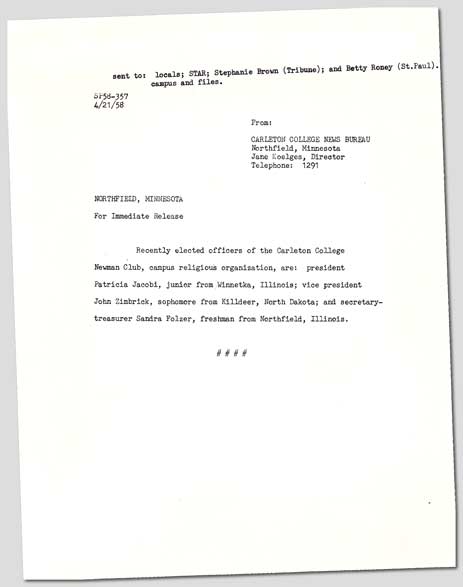 sent to: locals; STAR; Stephanie Brown (Tribune); and Betty Roney (St.Paul).
campus and files.
SP58-357
4/21/58
From:
CARLETON COLLEGE NEWS BUREAU
Northfield, Minnesota
Jane Koelges, Director
Telephone: 1291
NORTHFIELD, MINNESOTA
For Immediate Release
Recently elected officers of the Carleton College
Newman Club, campus religious organization, are: president
Patricia Jacobi, junior from Winnetka, Illinois; vice president
John Zimbrick, sophomore from Killdeer, North Dakota; and secretary-
treasurer Sandra Folzer, freshman from Northfield, Illinois.
# # # #